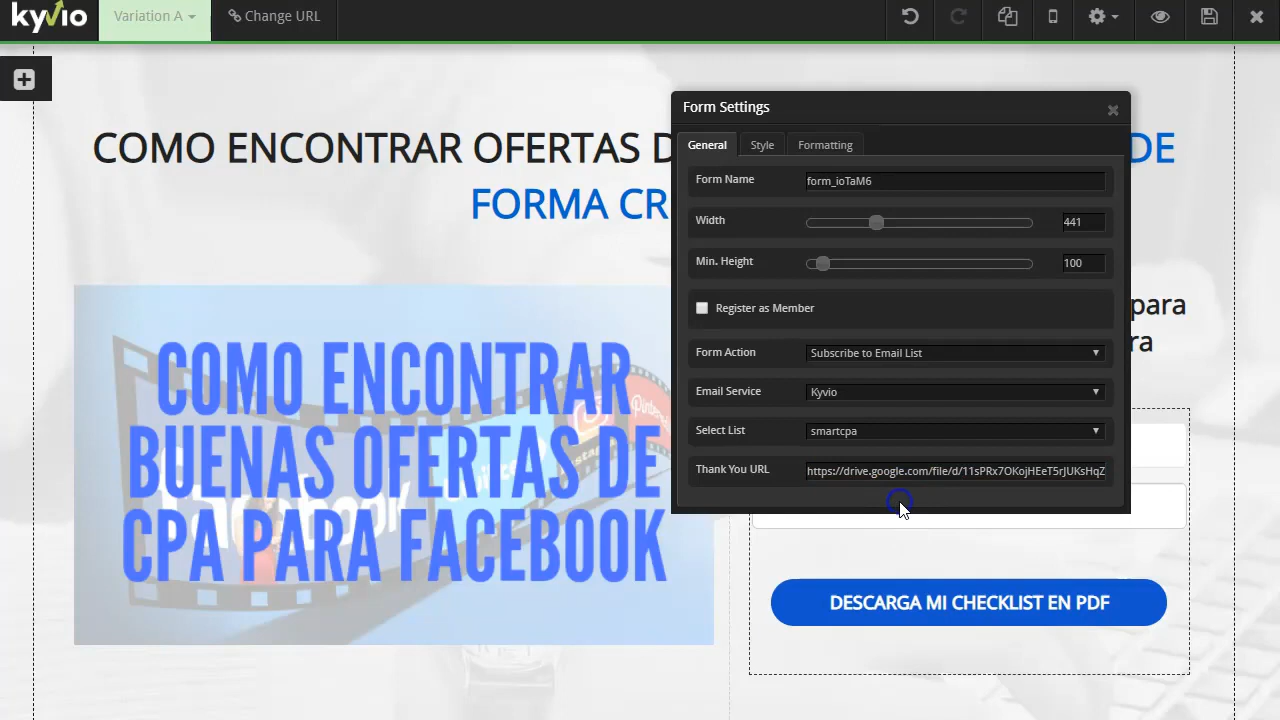 kyvio
Variation A
Change URL
COMO ENCONTRAR OFERTAS D
DE
FORMA CR
Form Settings
General
Style
Formatting
Form Name
form_ioTaM6
Width
441
Min. Height
100
Register as Member
Form Action
Subscribe to Email List
Email Service
Kyvio
Select List
smartcpa
Thank You URL
https://drive.google.com/file/d/11sPRx7OKojHEeT5rJUKsHqZ
para
ra
COMO ENCONTRAR
BUENAS OFERTAS DE
CPA PARA FACEBOOK
DESCARGA MI CHECKLIST EN PDF